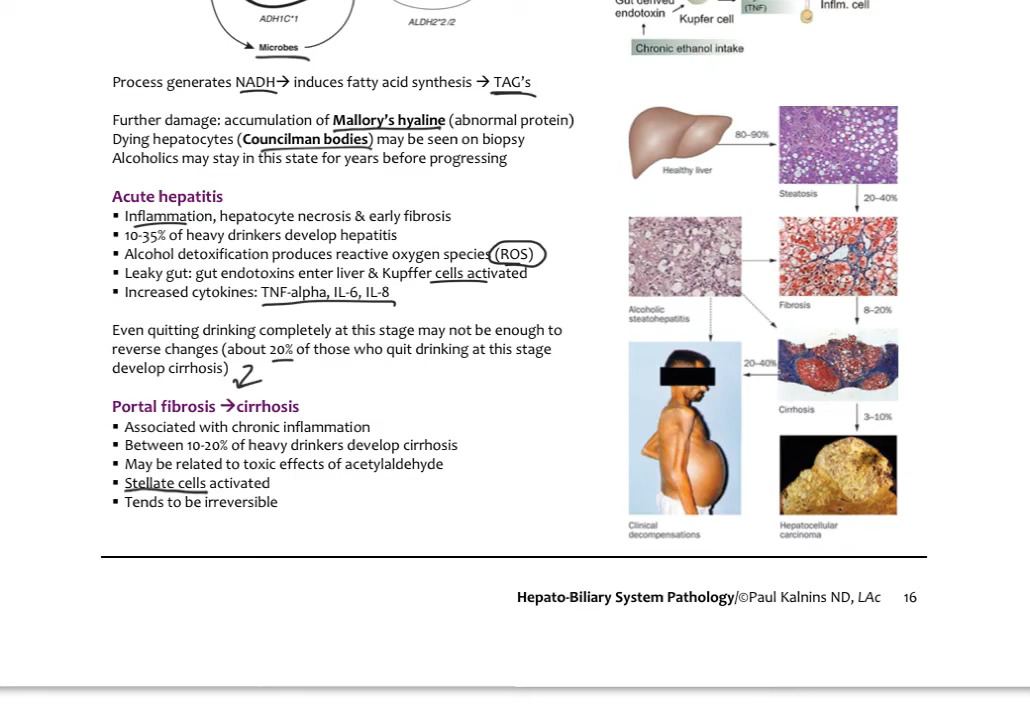 ADH1C*1
ALDH2*2/2
Microbes
endotoxin
Kupfer cell
(TNF)
Inflm. cell
Chronic ethanol intake
Process generates NADH→ induces fatty acid synthesis → TAG's
Further damage: accumulation of Mallory's hyaline (abnormal protein)
Dying hepatocytes (Councilman bodies) may be seen on biopsy
Alcoholics may stay in this state for years before progressing
Acute hepatitis
▪ Inflammation, hepatocyte necrosis & early fibrosis
▪ 10-35% of heavy drinkers develop hepatitis
▪ Alcohol detoxification produces reactive oxygen species (ROS)
▪ Leaky gut: gut endotoxins enter liver & Kupffer cells activated
▪ Increased cytokines: TNF-alpha, IL-6, IL-8
Even quitting drinking completely at this stage may not be enough to
reverse changes (about 20% of those who quit drinking at this stage
develop cirrhosis)
Portal fibrosis →cirrhosis
▪ Associated with chronic inflammation
▪ Between 10-20% of heavy drinkers develop cirrhosis
▪ May be related to toxic effects of acetylaldehyde
▪ Stellate cells activated
▪ Tends to be irreversible
80–90%
Healthy liver
Steatosis
20–40%
Alcoholic
steatohepatitis
Fibrosis
8–20%
20–40%
Cirrhosis
3–10%
Clinical
decompensations
Hepatocellular
carcinoma
Hepato-Biliary System Pathology/©Paul Kalnins ND, LAc 16